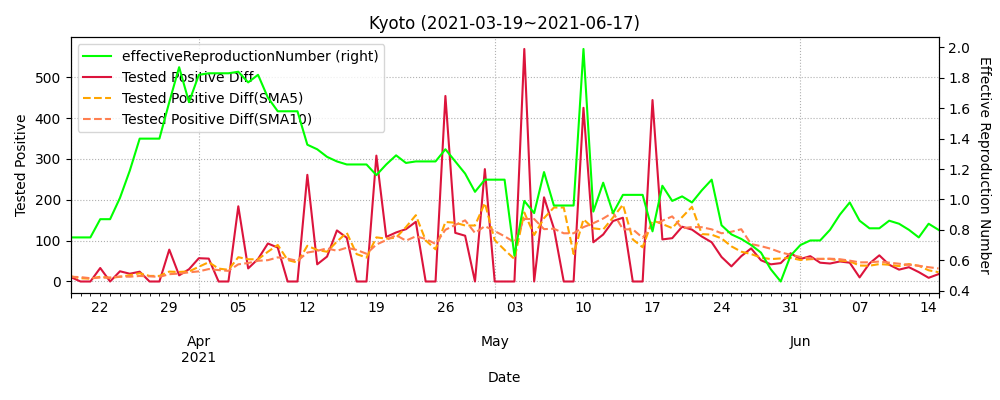 Kyoto (2021-03-19~2021-06-17)
effectiveReproductionNumber (right)
Tested Positive Diff
Tested Positive Diff(SMA5)
Tested Positive Diff(SMA10)
Tested Positive
500
400
300
200
100
0
2.0
1.8
1.6
1.4
1.2
1.0
0.8
0.6
0.4
Effective Reproduction Number
22 29 05 12 19 26 03 10 17 24 31 07 14
Apr May Jun
2021
Date